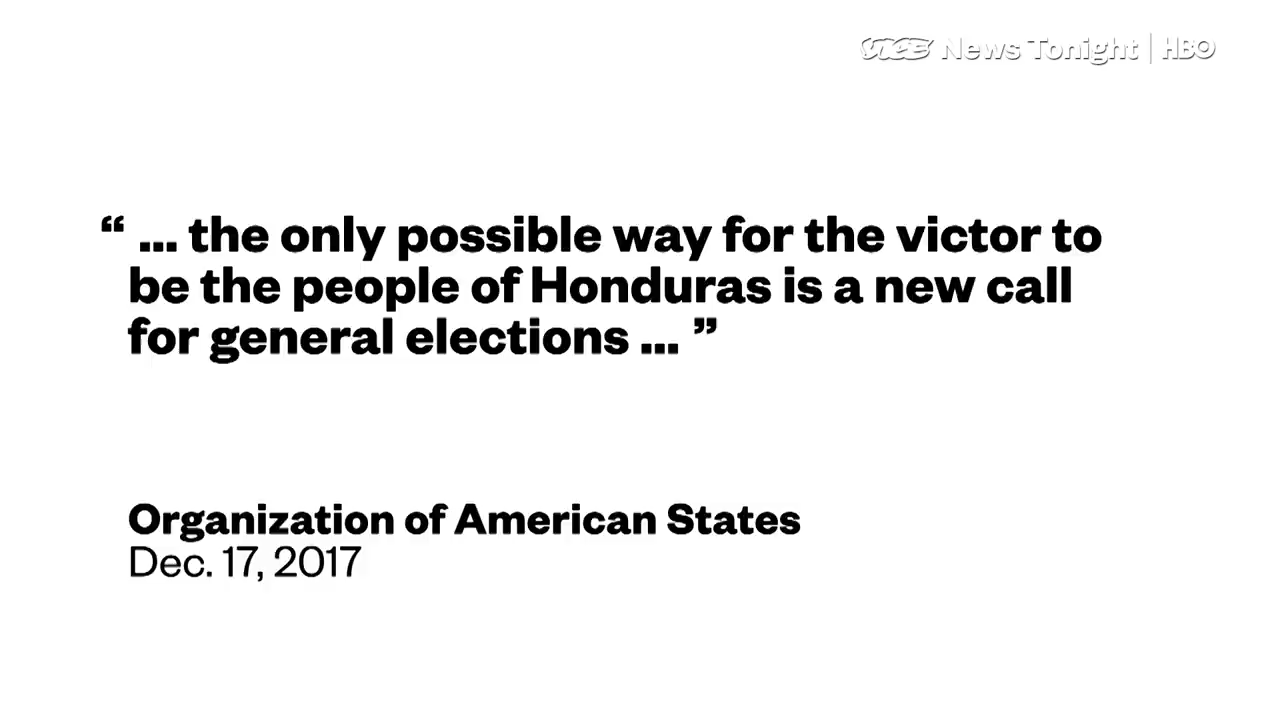 VICE News Tonight | HBO
“ ... the only possible way for the victor to
be the people of Honduras is a new call
for general elections ... ”
Organization of American States
Dec. 17, 2017